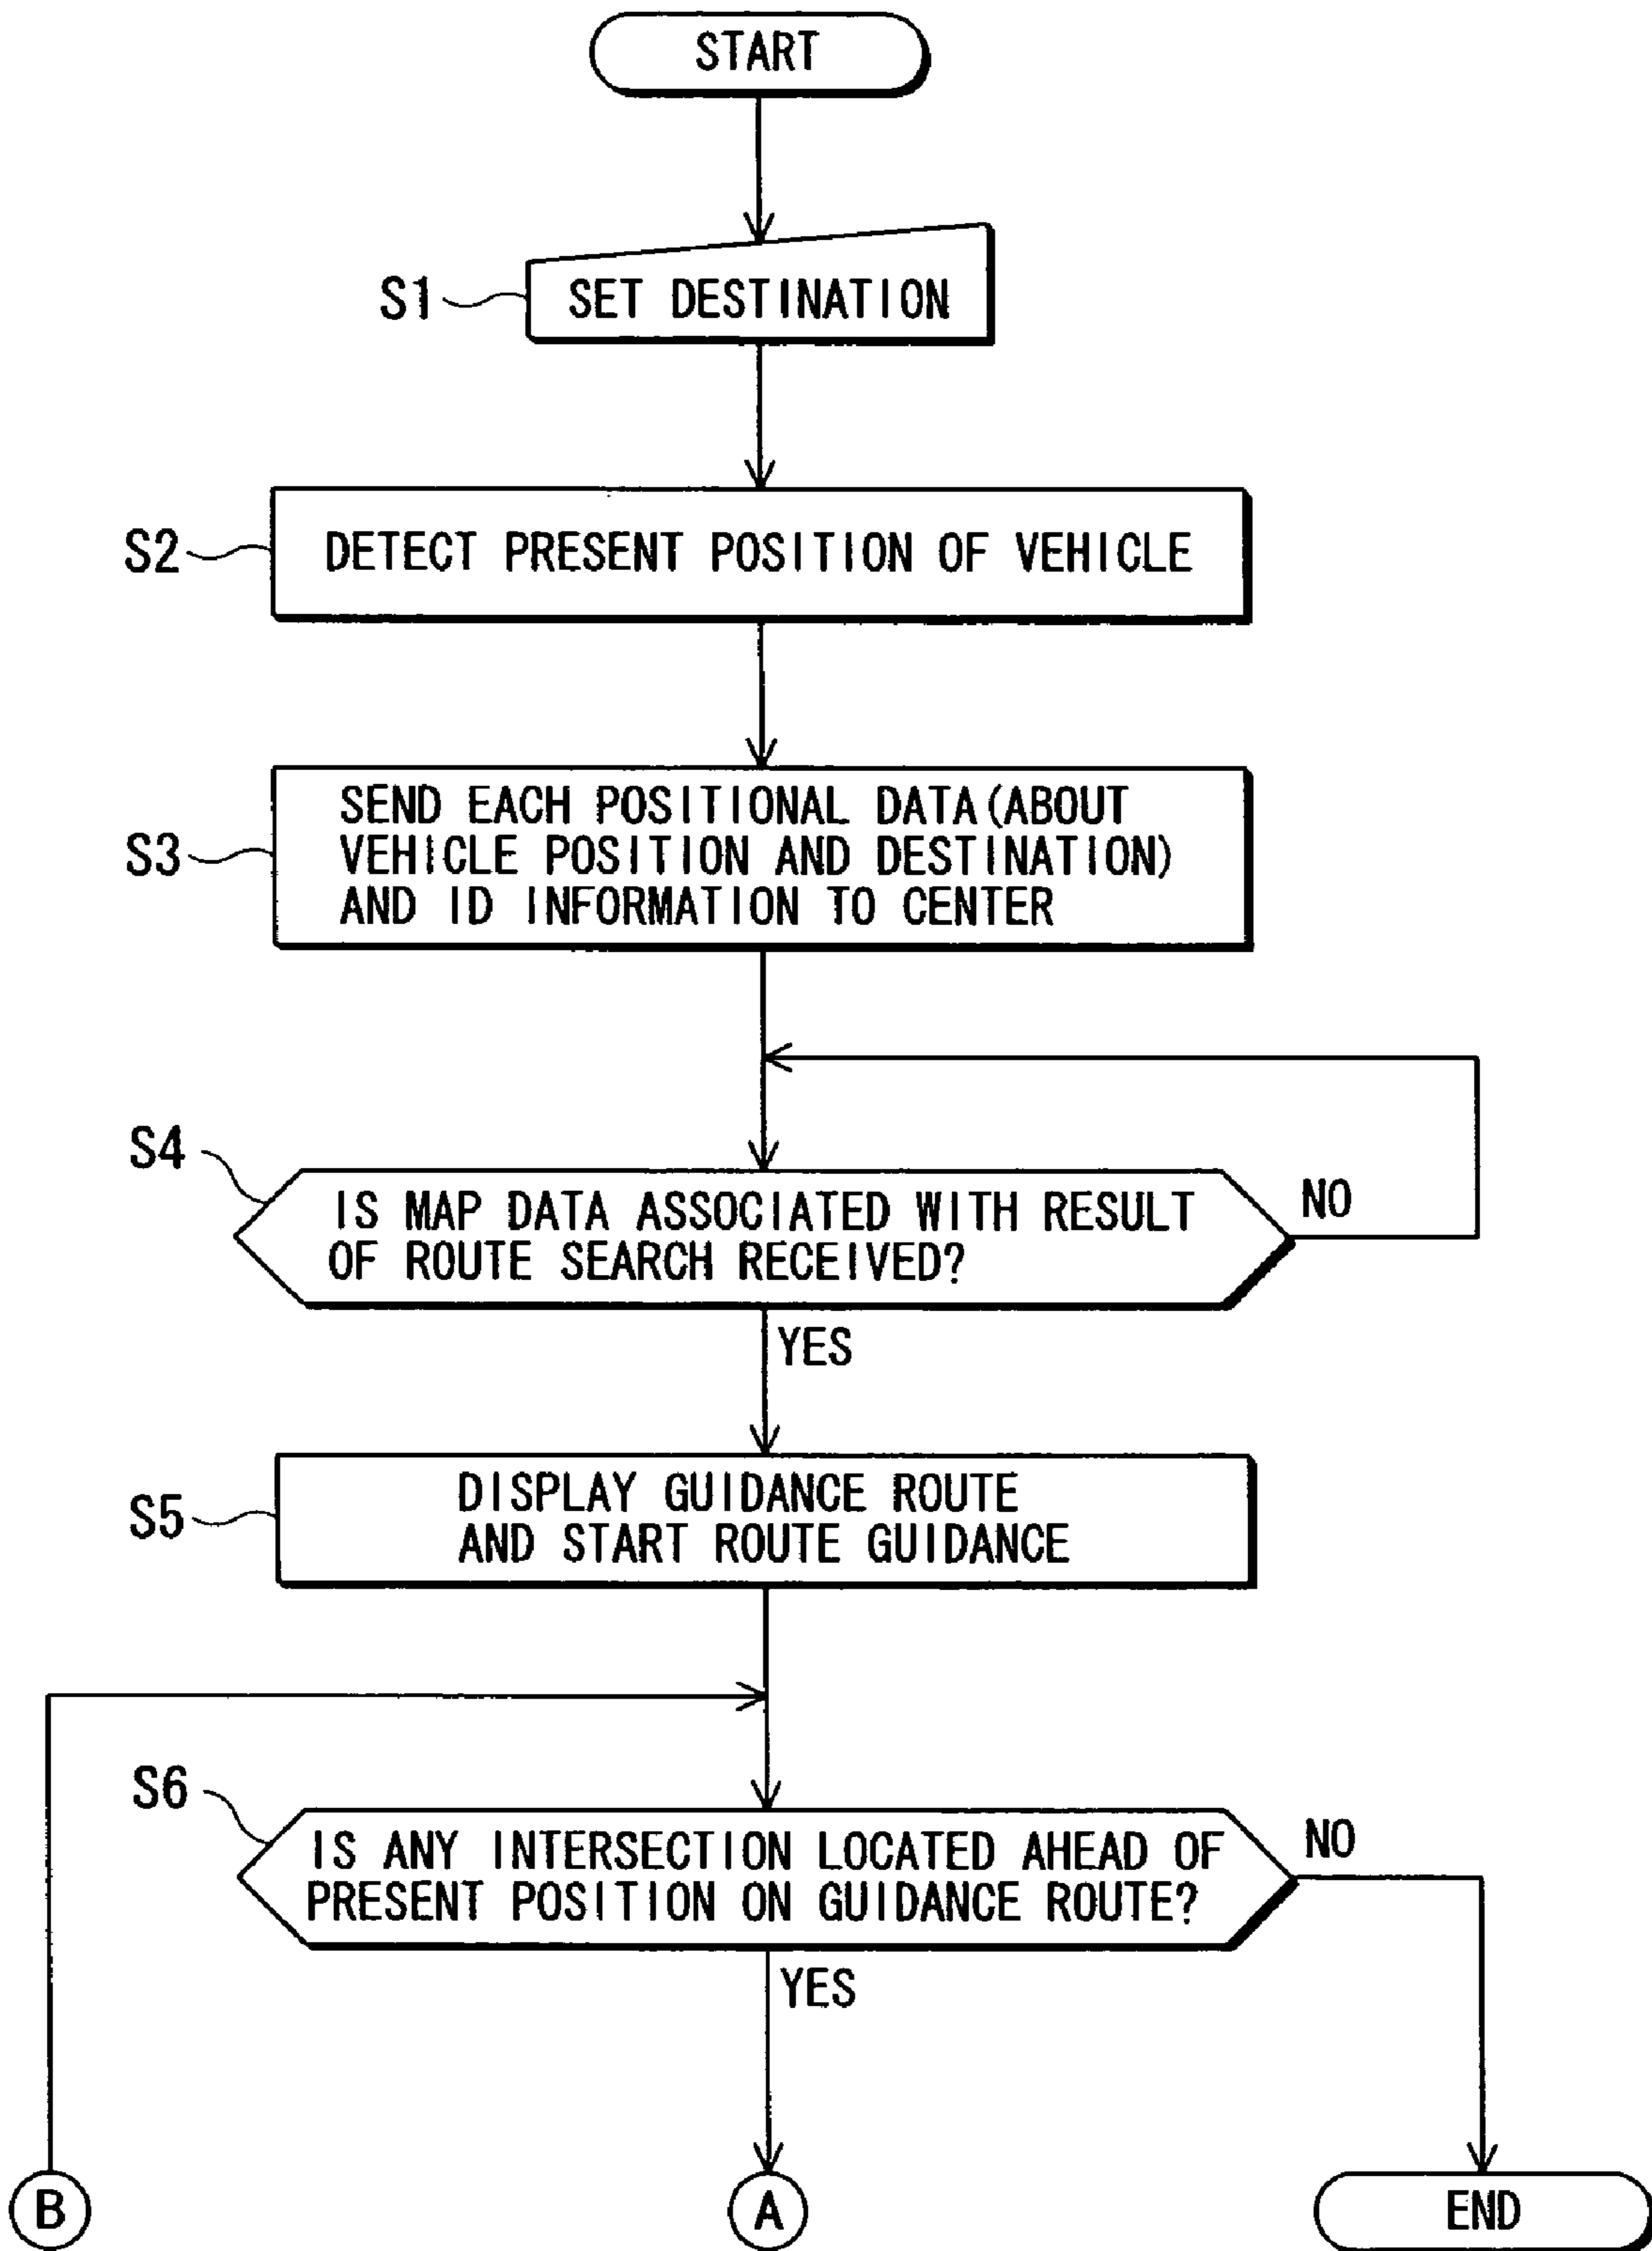 START
S1
SET DESTINATION
S2
DETECT PRESENT POSITION OF VEHICLE
S3
SEND EACH POSITIONAL DATA(ABOUT
VEHICLE POSITION AND DESTINATION)
AND ID INFORMATION TO CENTER
S4
IS MAP DATA ASSOCIATED WITH RESULT
OF ROUTE SEARCH RECEIVED?
NO
YES
S5
DISPLAY GUIDANCE ROUTE
AND START ROUTE GUIDANCE
S6
IS ANY INTERSECTION LOCATED AHEAD OF
PRESENT POSITION ON GUIDANCE ROUTE?
NO
YES
B
A
END